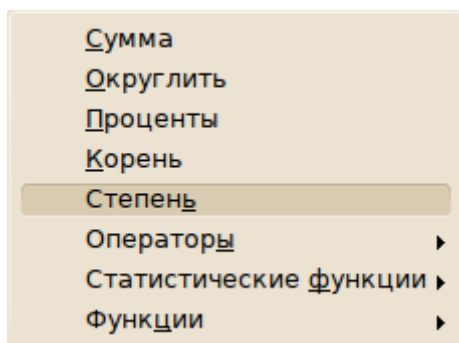 Сумма
Округлить
Проценты
Корень
Степень
Операторы
Статистические функции
Функции